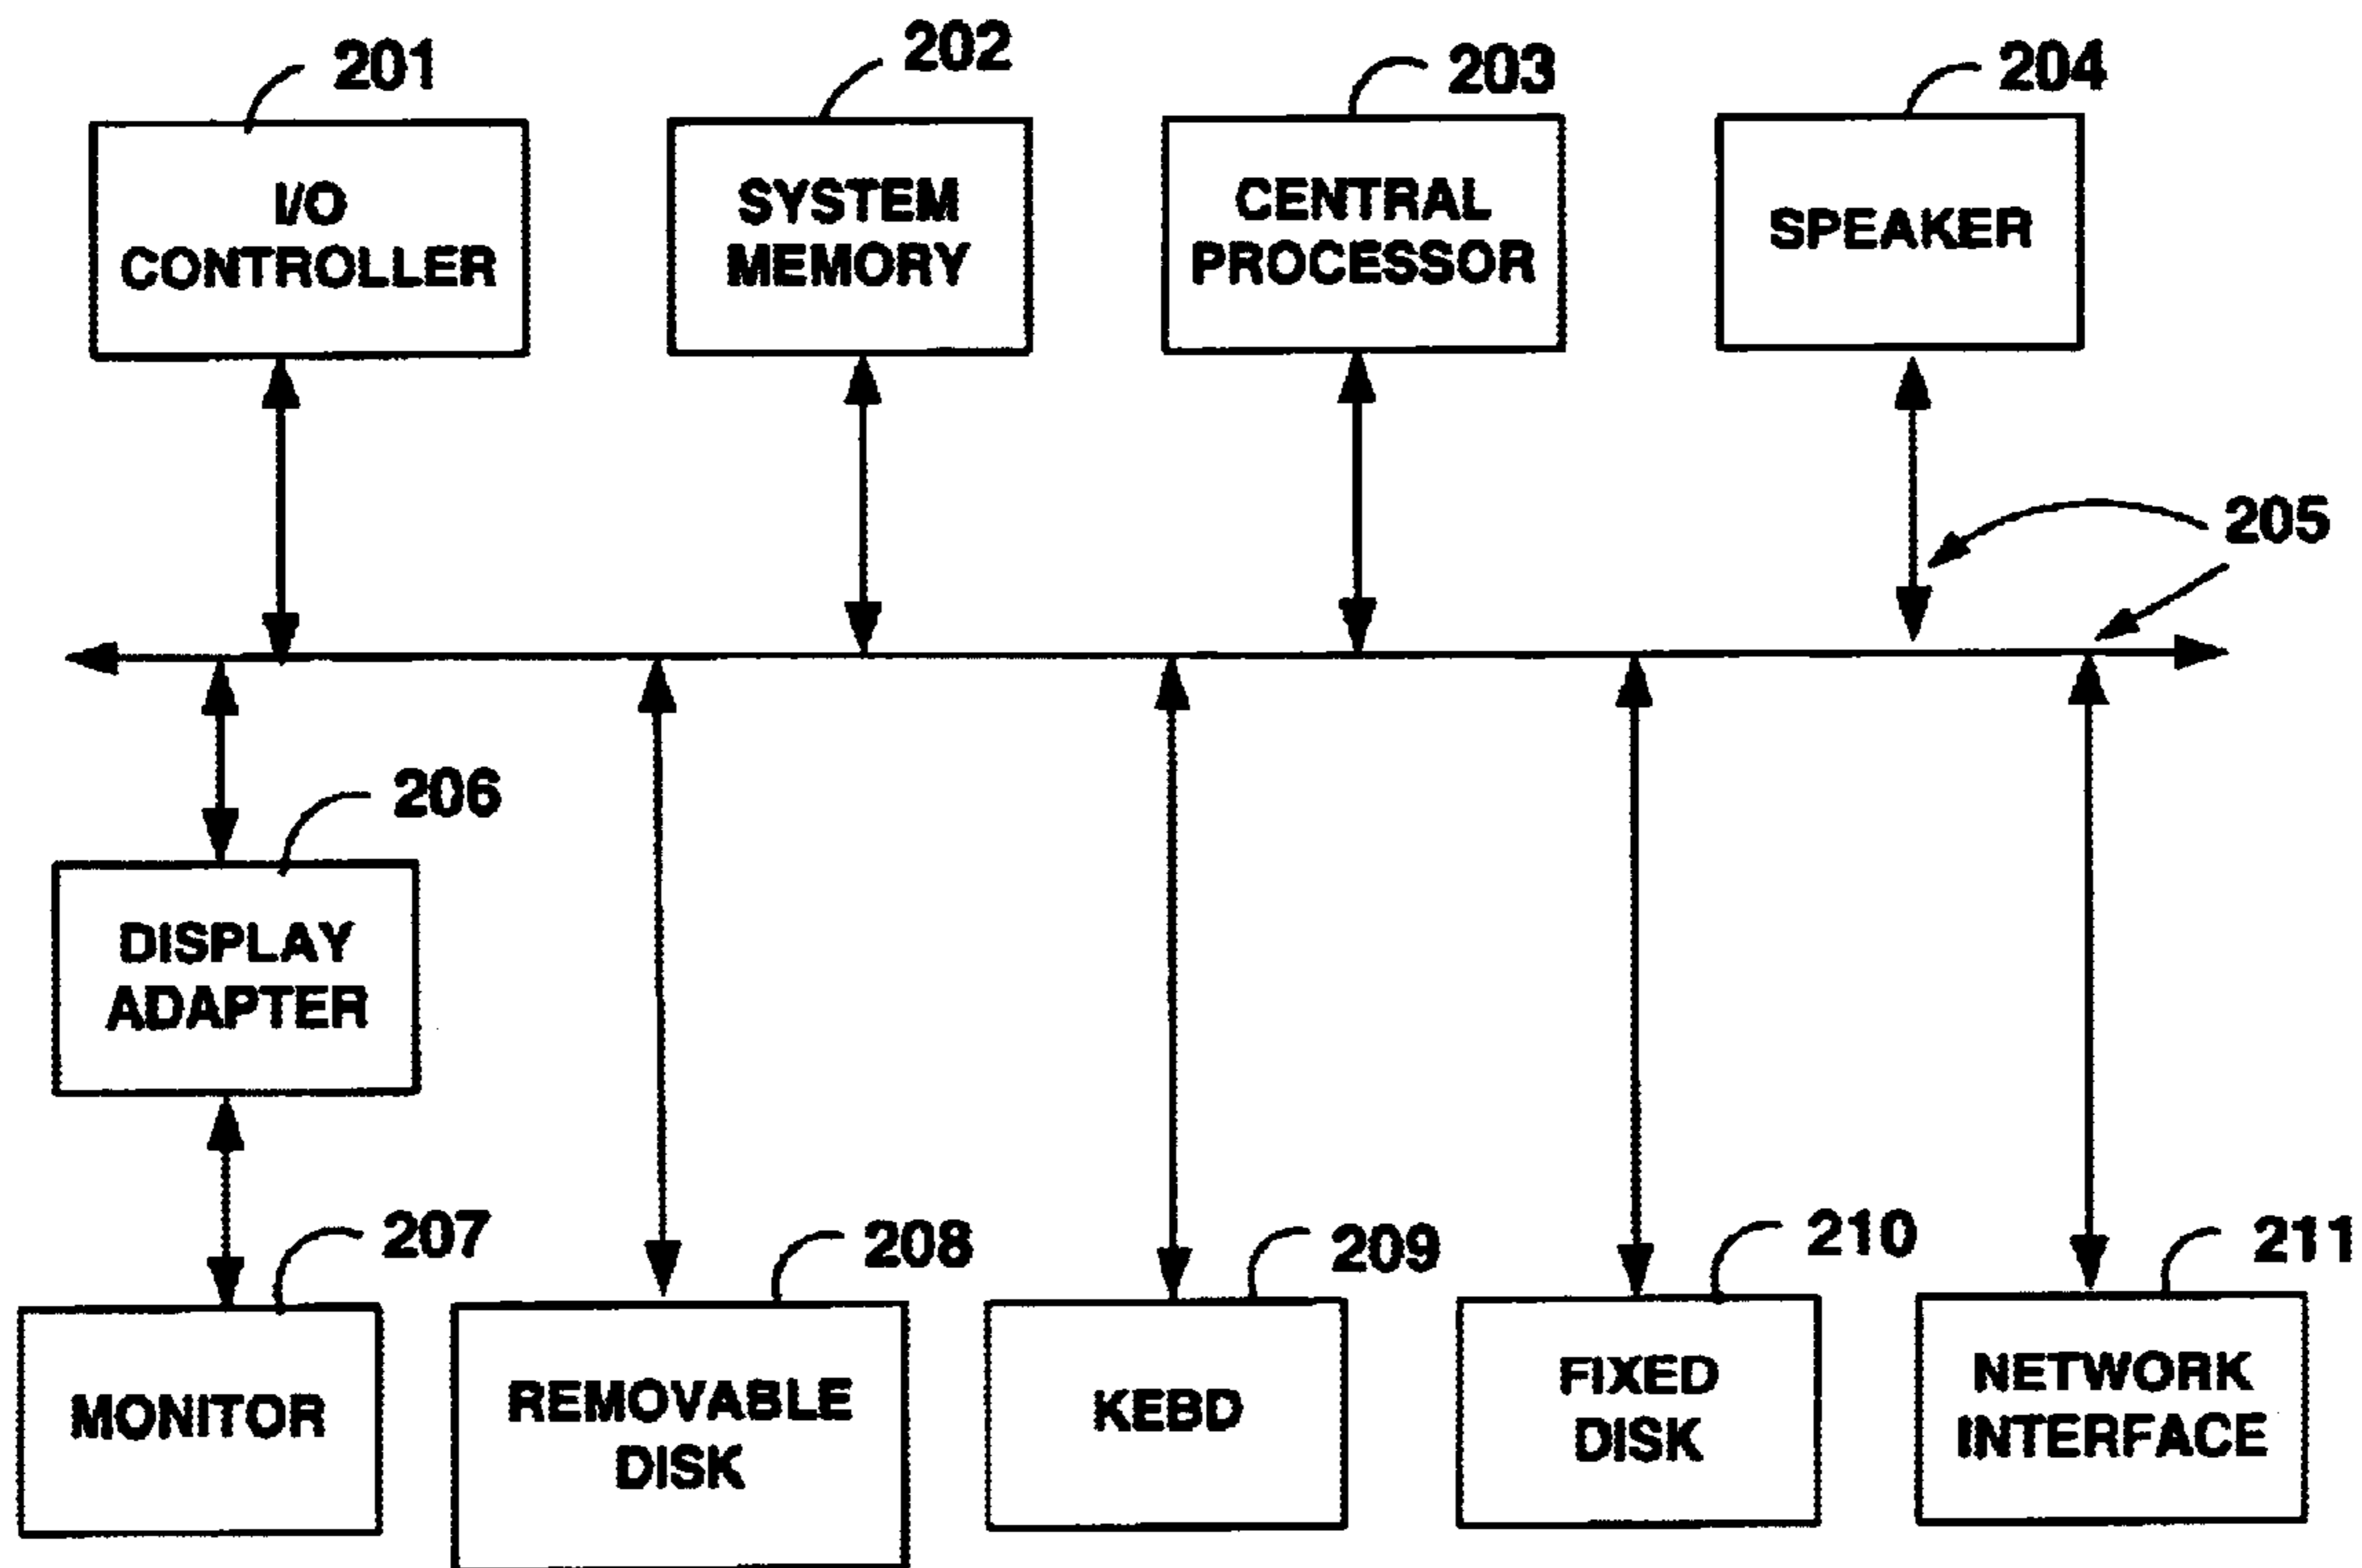 201
202
203
204
I/O
CONTROLLER
SYSTEM
MEMORY
CENTRAL
PROCESSOR
SPEAKER
205
206
DISPLAY
ADAPTER
207
208
209
210
211
MONITOR
REMOVABLE
DISK
KEBD
FIXED
DISK
NETWORK
INTERFACE